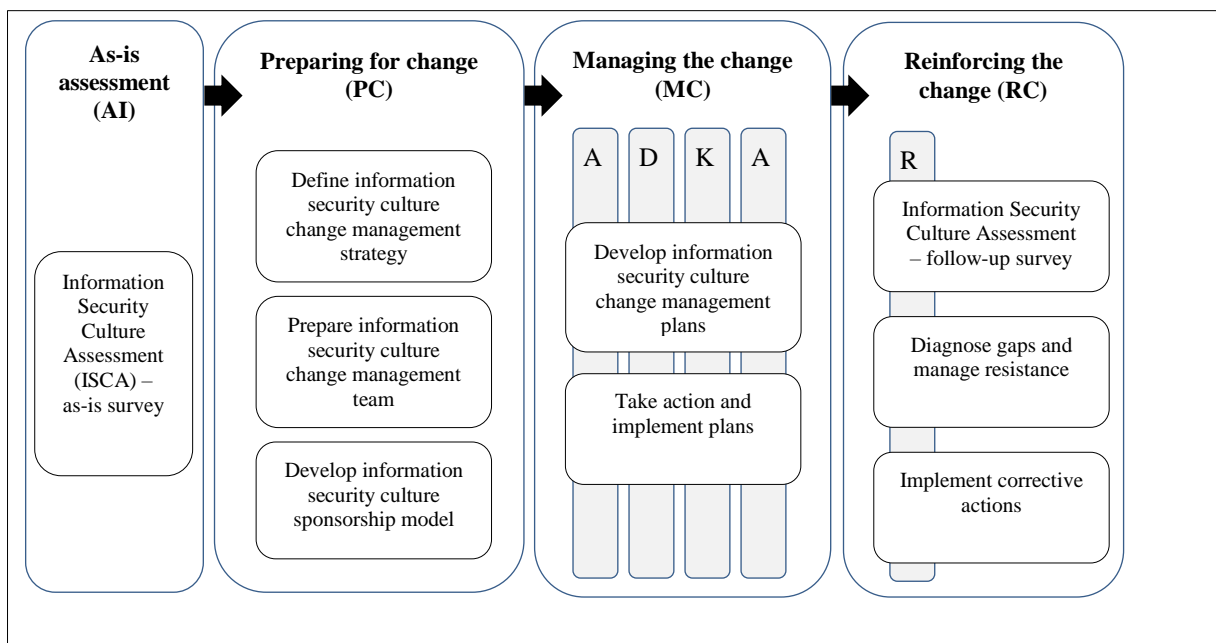 As-is
assessment
(AI)
Information
Security
Culture
Assessment
(ISCA) –
as-is survey
Preparing for change
(PC)
Define information
security culture
change management
strategy
Prepare information
security culture
change management
team
Develop information
security culture
sponsorship model
Managing the change
(MC)
A D K A
Develop information
security culture
change management
plans
Take action and
implement plans
Reinforcing the
change (RC)
R
Information Security
Culture Assessment
– follow-up survey
Diagnose gaps and
manage resistance
Implement corrective
actions